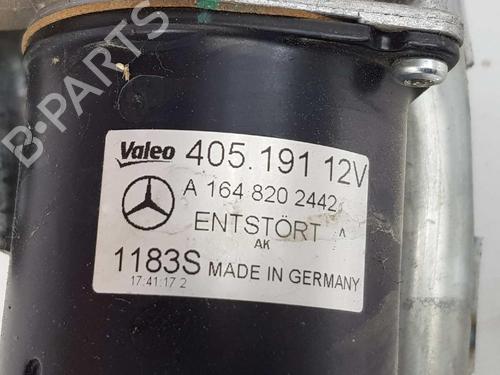 B-PARTS
Valeo 405.191 12V
A 164 820 2442
ENTSTÖRT ^
AK
1183S MADE IN GERMANY
17:41:17 2